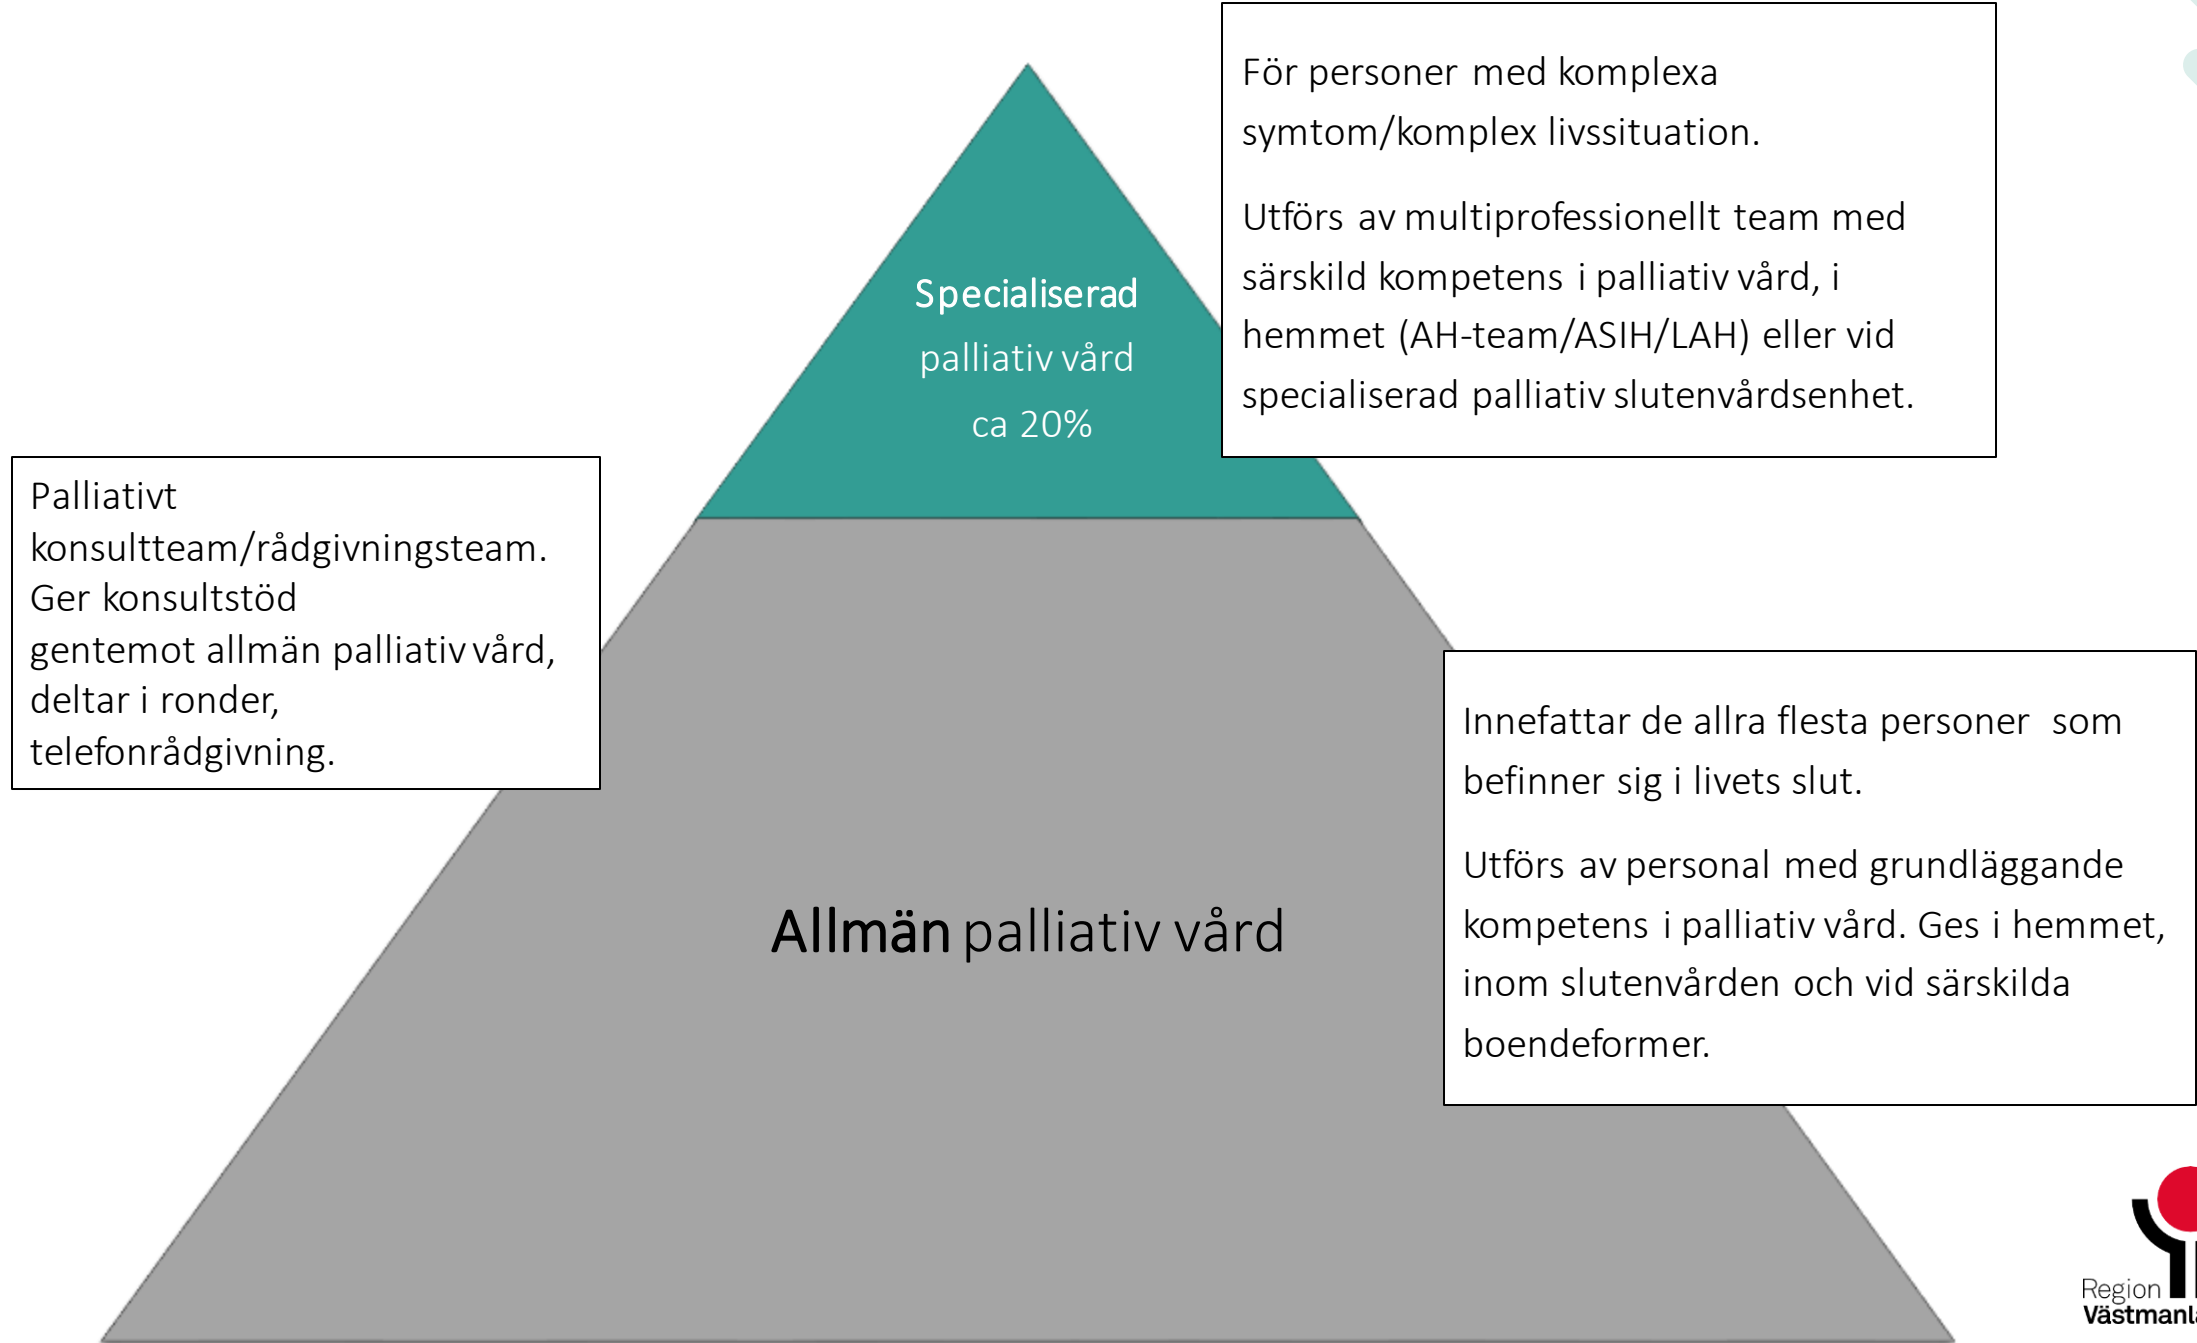 För personer med komplexa
symtom/komplex livssituation.
Utförs av multiprofessionellt team med
särskild kompetens i palliativ vård, i
hemmet (AH-team/ASIH/LAH) eller vid
specialiserad palliativ slutenvårdsenhet.
Specialiserad
palliativ vård
ca 20%
Palliativt
konsultteam/rådgivningsteam.
Ger konsultstöd
gentemot allmän palliativ vård,
deltar i ronder,
telefonrådgivning.
Innefattar de allra flesta personer som
befinner sig i livets slut.
Utförs av personal med grundläggande
kompetens i palliativ vård. Ges i hemmet,
inom slutenvården och vid särskilda
boendeformer.
Allmän palliativ vård
Region